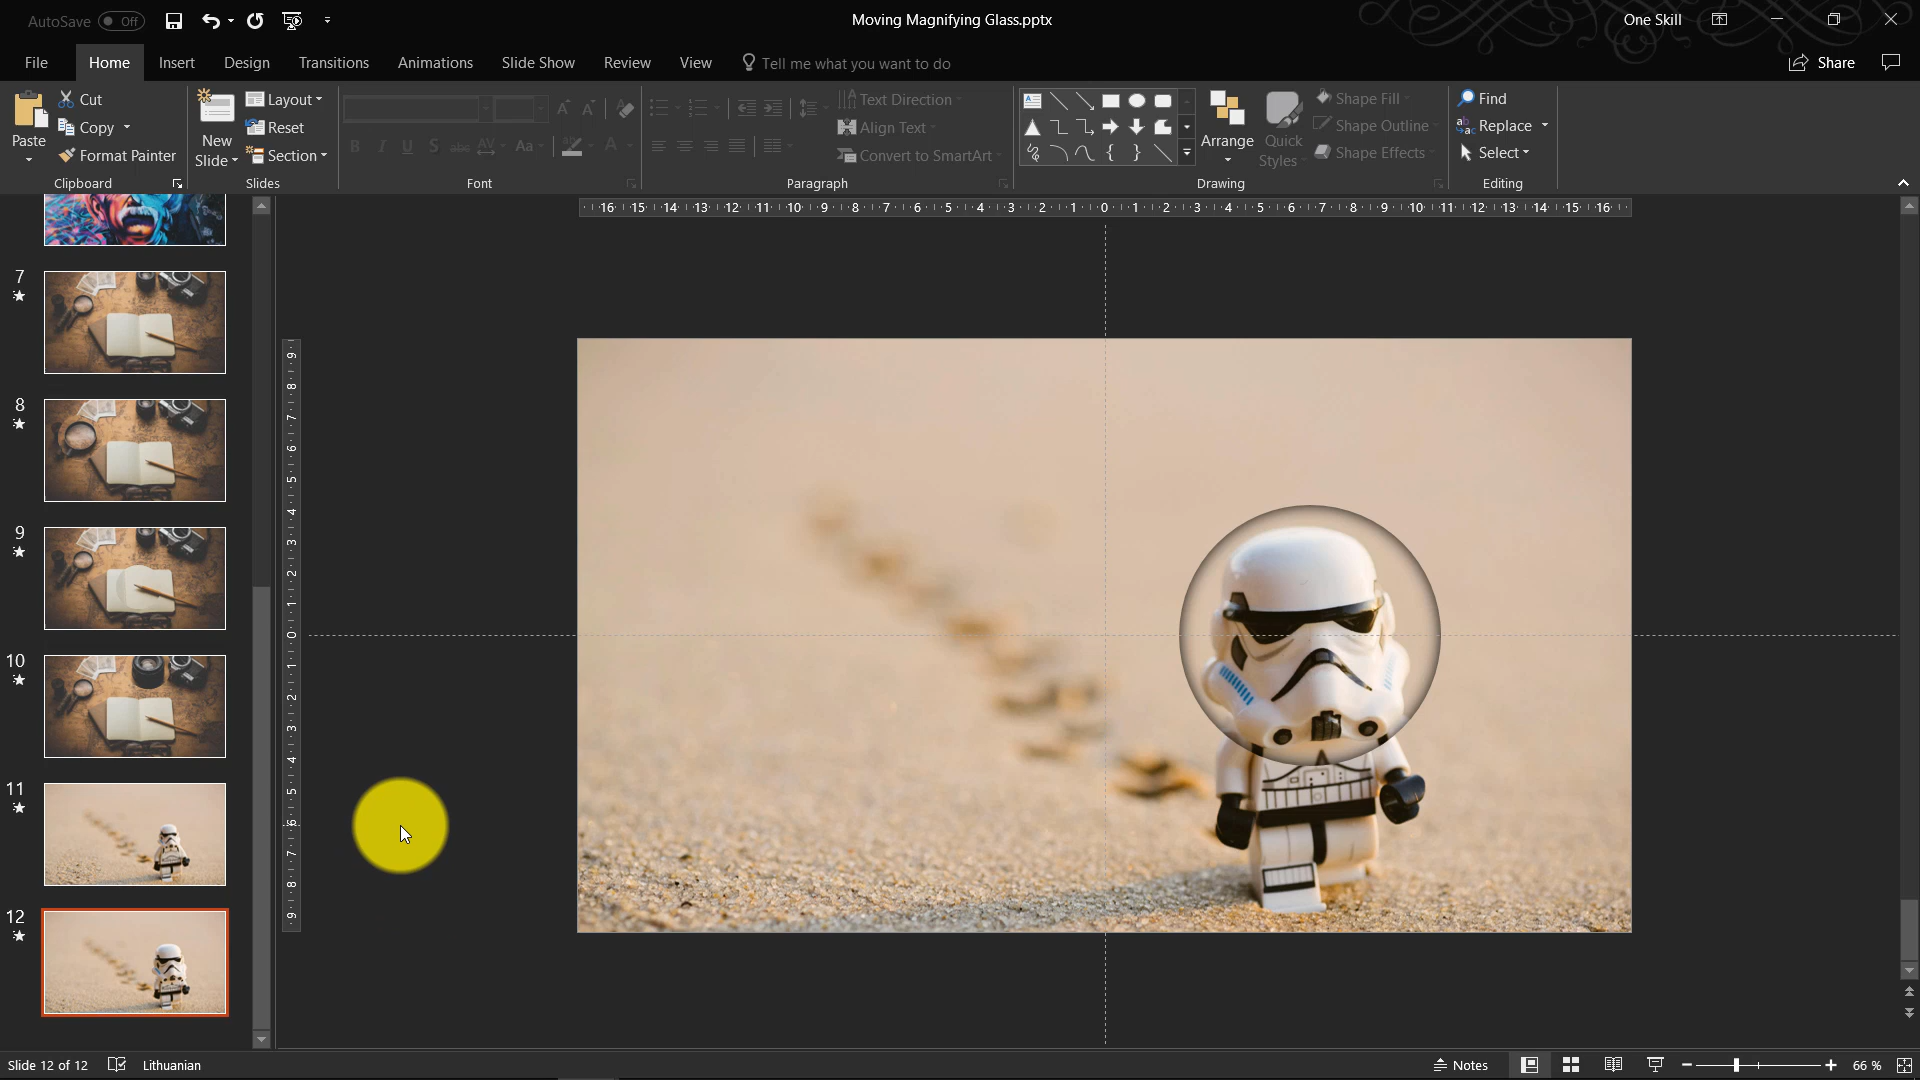 AutoSave Off
Moving Magnifying Glass.pptx
One Skill
File Home Insert Design Transitions Animations Slide Show Review View Tell me what you want to do Share
Paste
Cut
Copy
Format Painter
Clipboard
New Slide
Layout
Reset
Section
Slides
B I U S abc AV Aa A
Font
Text Direction
Align Text
Convert to SmartArt
Paragraph
Arrange
Quick Styles
Shape Fill
Shape Outline
Shape Effects
Drawing
Find
Replace
Select
Editing
16 15 14 13 12 11 10 9 8 7 6 5 4 3 2 1 0 1 2 3 4 5 6 7 8 9 10 11 12 13 14 15 16
9 8 7 6 5 4 3 2 1 0 1 2 3 4 5 6 7 8 9
7
8
9
10
11
12
Slide 12 of 12 Lithuanian
Notes
66 %